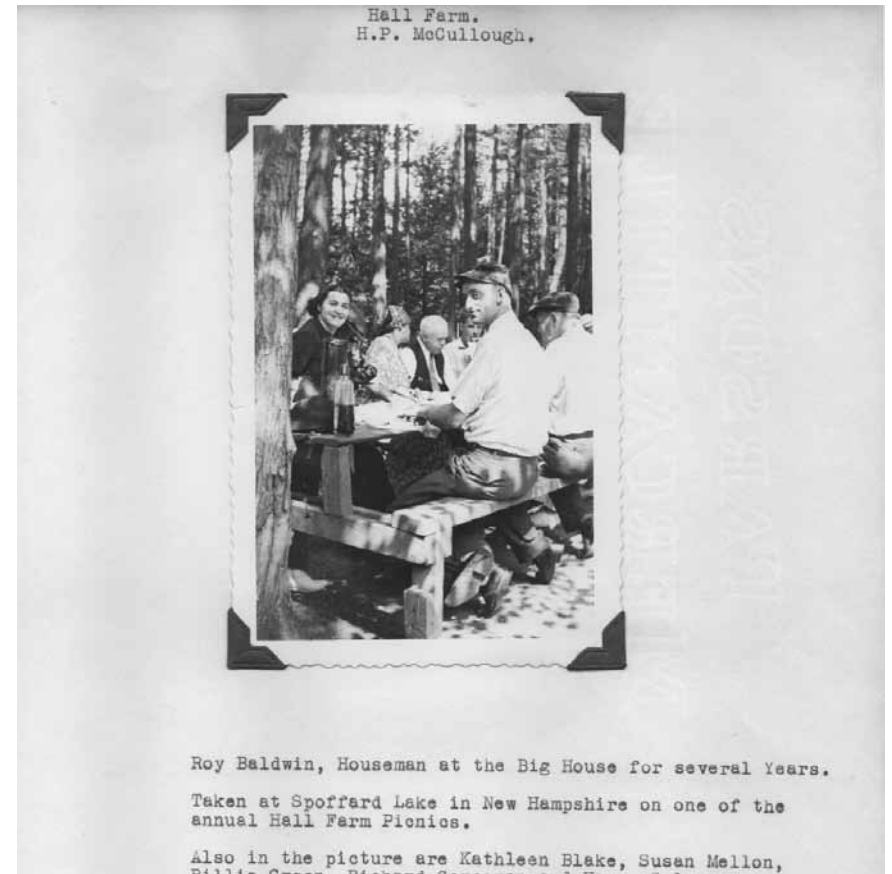 Hall Farm.
H.P. McCullough.
Roy Baldwin, Houseman at the Big House for several Years.
Taken at Spoffard Lake in New Hampshire on one of the
annual Hall Farm Picnics.
Also in the picture are Kathleen Blake, Susan Mellon,